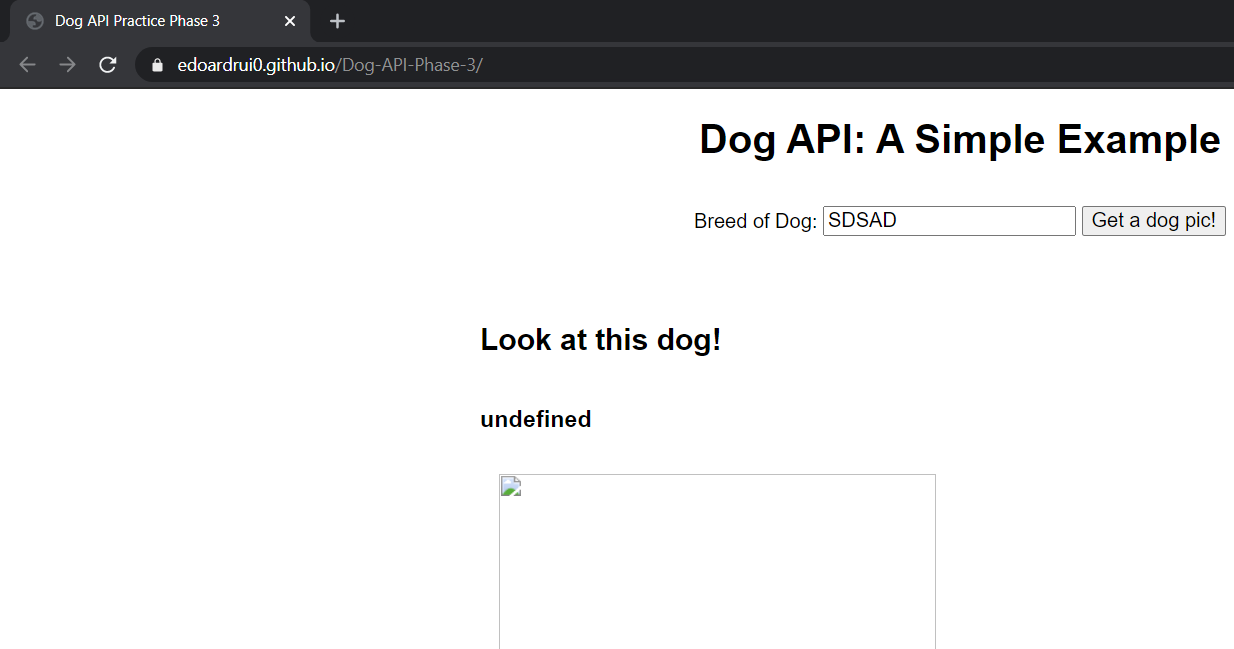 Dog API Practice Phase 3
edoardrui0.github.io/Dog-API-Phase-3/
Dog API: A Simple Example
Breed of Dog: SDSAD Get a dog pic!
Look at this dog!
undefined